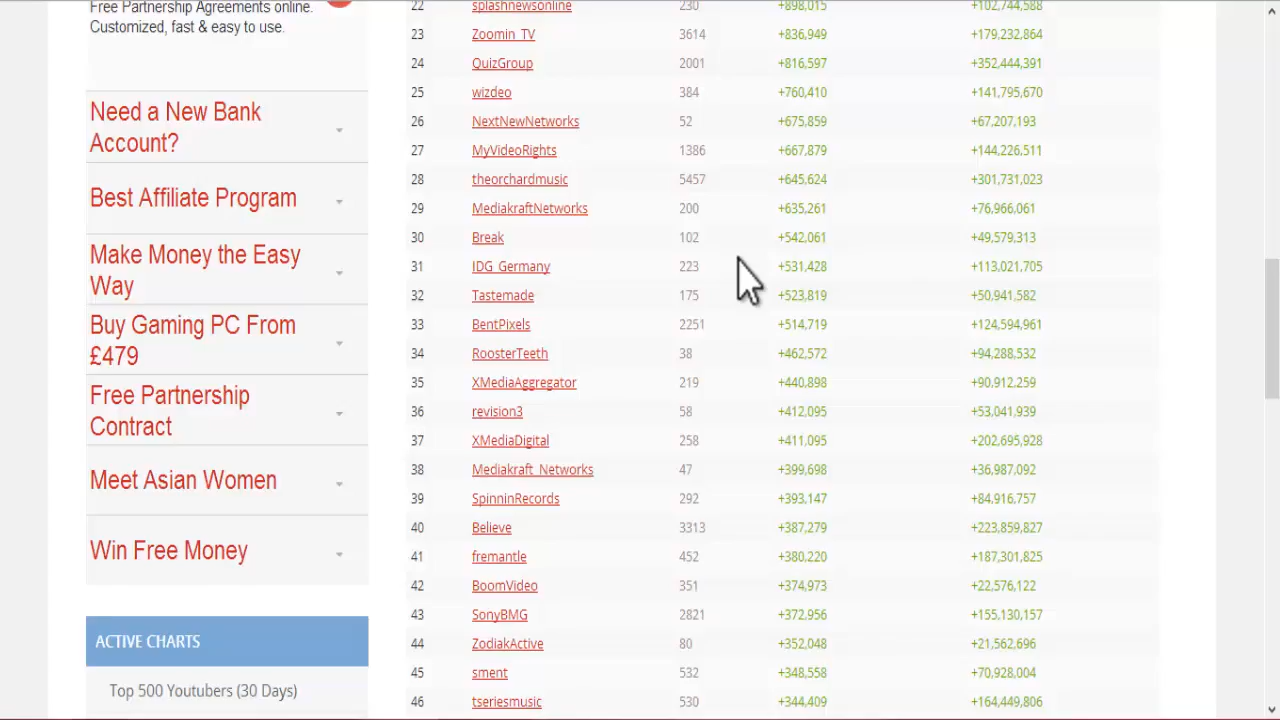 Free Partnership Agreements online.
Customized, fast & easy to use.
Need a New Bank
Account?
Best Affiliate Program
Make Money the Easy
Way
Buy Gaming PC From
£479
Free Partnership
Contract
Meet Asian Women
Win Free Money
ACTIVE CHARTS
Top 500 Youtubers (30 Days)
22 splashnewsonline 230 +898,015 +102,744,588
23 Zoomin_TV 3614 +836,949 +179,232,864
24 QuizGroup 2001 +816,597 +352,444,391
25 wizdeo 384 +760,410 +141,795,670
26 NextNewNetworks 52 +675,859 +67,207,193
27 MyVideoRights 1386 +667,879 +144,226,511
28 theorchardmusic 5457 +645,624 +301,731,023
29 MediakraftNetworks 200 +635,261 +76,966,061
30 Break 102 +542,061 +49,579,313
31 IDG_Germany 223 +531,428 +113,021,705
32 Tastemade 175 +523,819 +50,941,582
33 BentPixels 2251 +514,719 +124,594,961
34 RoosterTeeth 38 +462,572 +94,288,532
35 XMediaAggregator 219 +440,898 +90,912,259
36 revision3 58 +412,095 +53,041,939
37 XMediaDigital 258 +411,095 +202,695,928
38 Mediakraft_Networks 47 +399,698 +36,987,092
39 SpinninRecords 292 +393,147 +84,916,757
40 Believe 3313 +387,279 +223,859,827
41 fremantle 452 +380,220 +187,301,825
42 BoomVideo 351 +374,973 +22,576,122
43 SonyBMG 2821 +372,956 +155,130,157
44 ZodiakActive 80 +352,048 +21,562,696
45 sment 532 +348,558 +70,928,004
46 tseriesmusic 530 +344,409 +164,449,806